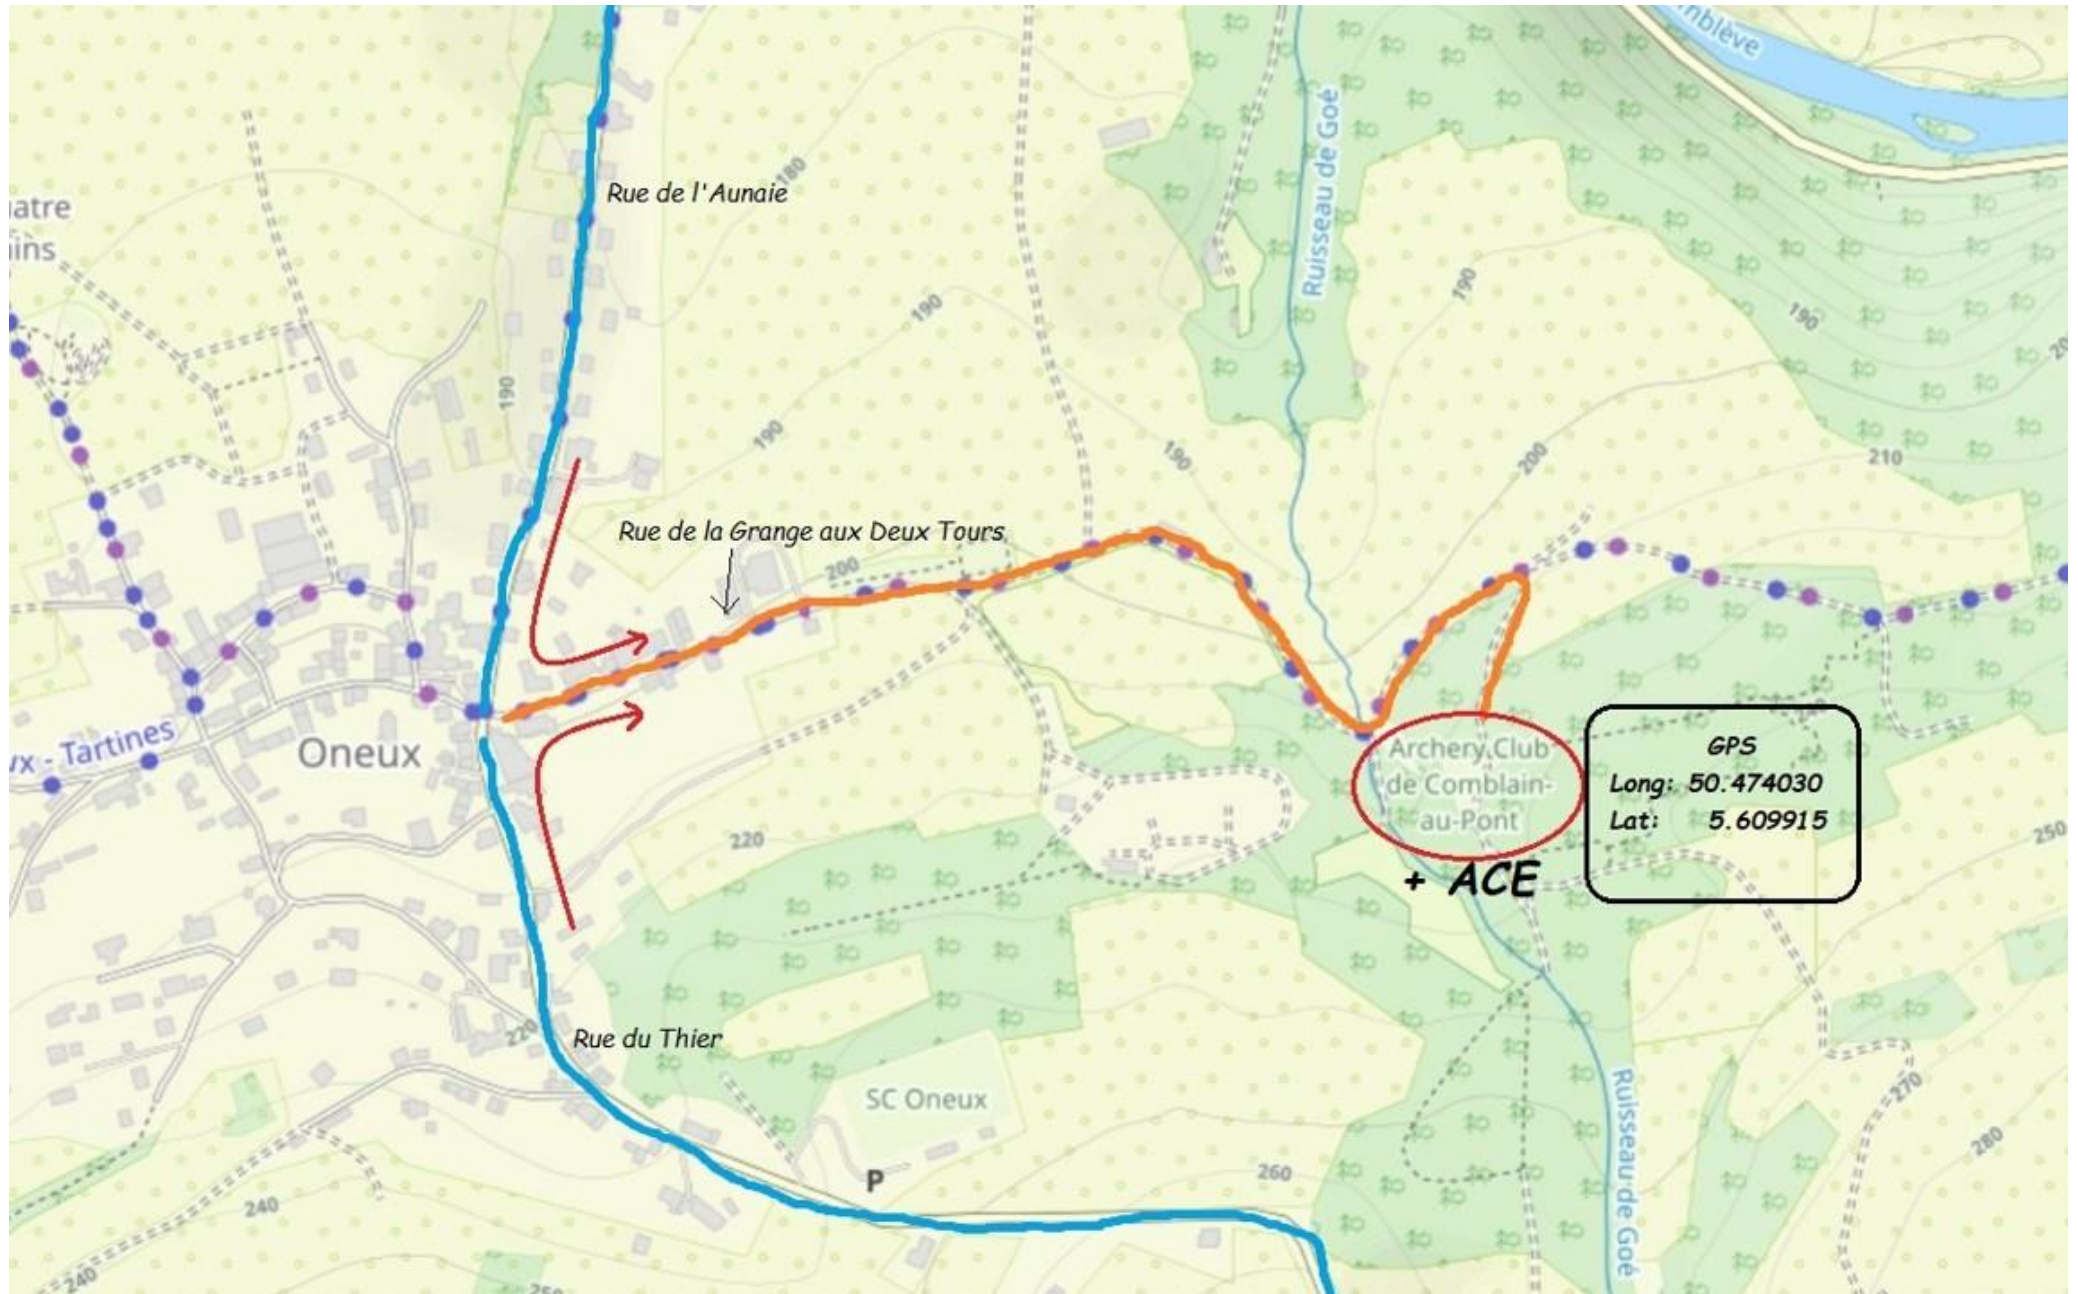 nblève
Ruisseau de Goé
180
Rue de l'Aunaie
atre
ins
190
190
190
190
190
190
200
210
200
Rue de la Grange aux Deux Tours
200
x - Tartines
Oneux
Archery Club
de Comblain-
au-Pont
GPS
Long: 50.474030
Lat: 5.609915
+ ACE
220
250
220
Rue du Thier
SC Oneux
P
Ruisseau de Goé
270
280
260
240
240